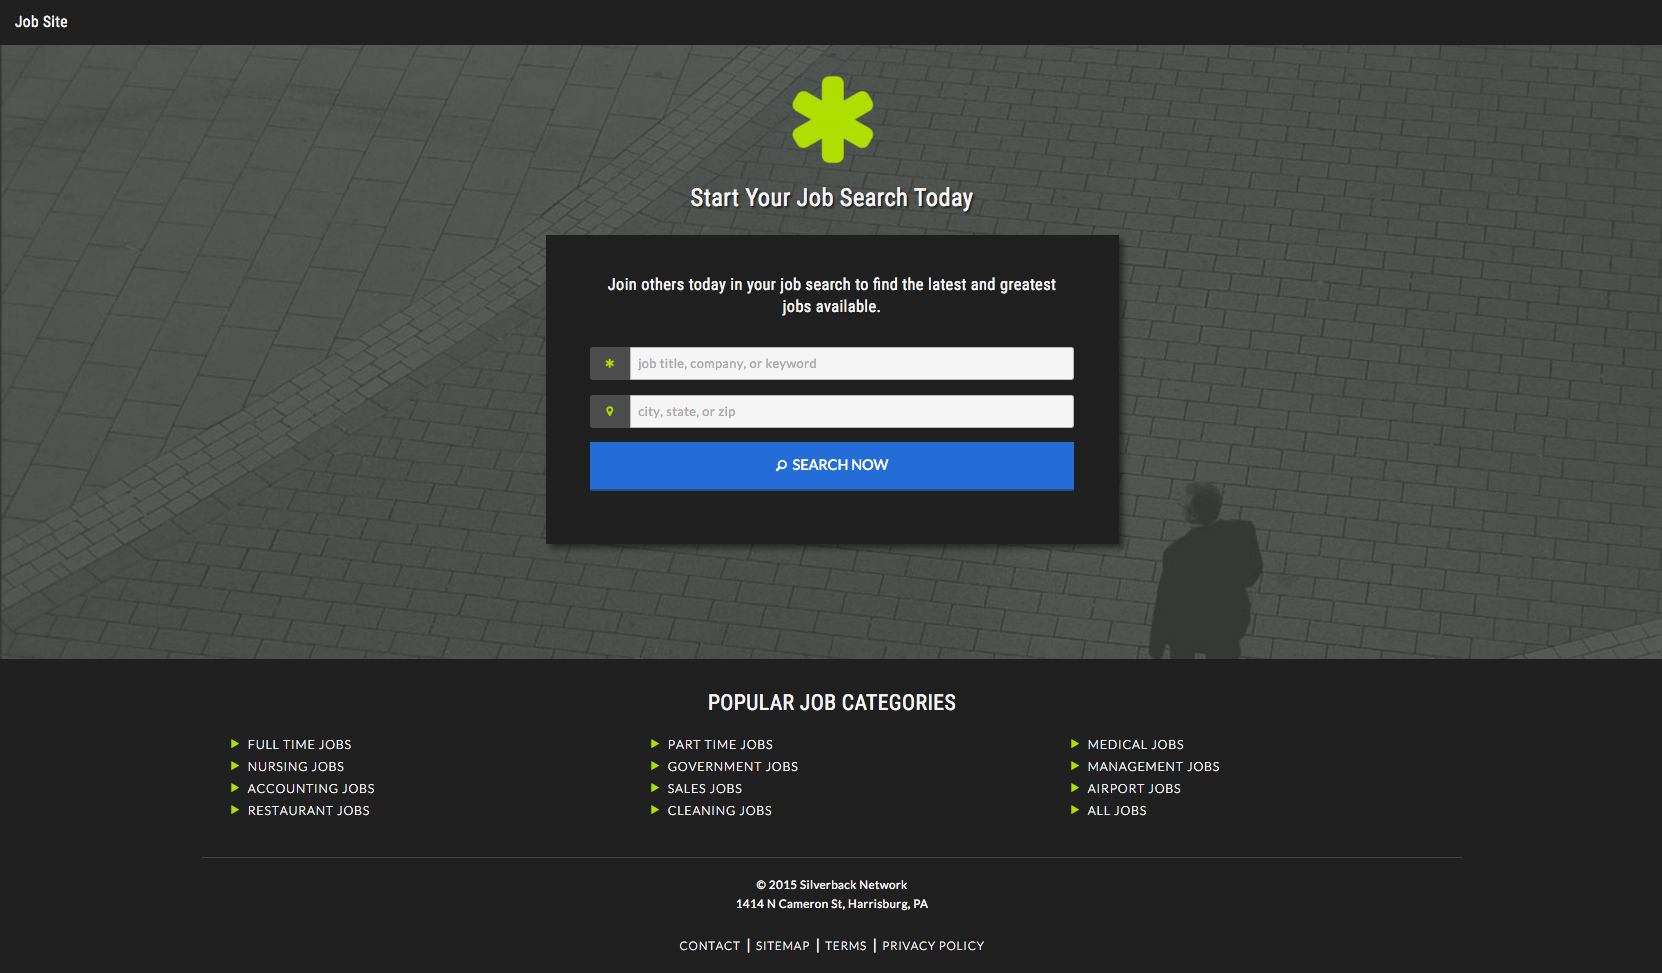 Job Site
Start Your Job Search Today
Join others today in your job search to find the latest and greatest
jobs available.
job title, company, or keyword
city, state, or zip
SEARCH NOW
POPULAR JOB CATEGORIES
FULL TIME JOBS
NURSING JOBS
ACCOUNTING JOBS
RESTAURANT JOBS
PART TIME JOBS
GOVERNMENT JOBS
SALES JOBS
CLEANING JOBS
MEDICAL JOBS
MANAGEMENT JOBS
AIRPORT JOBS
ALL JOBS
© 2015 Silverback Network
1414 N Cameron St, Harrisburg, PA
CONTACT | SITEMAP | TERMS | PRIVACY POLICY